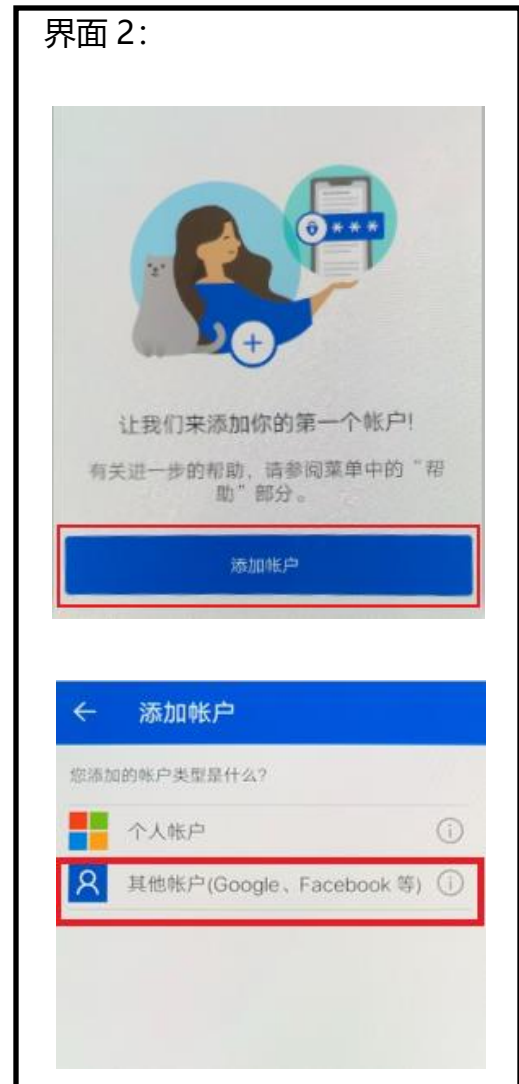 界面 2：
***
让我们来添加你的第一个帐户!
有关进一步的帮助，请参阅菜单中的“帮
助”部分。
添加帐户
← 添加帐户
您添加的帐户类型是什么?
个人帐户
其他帐户(Google、Facebook 等)